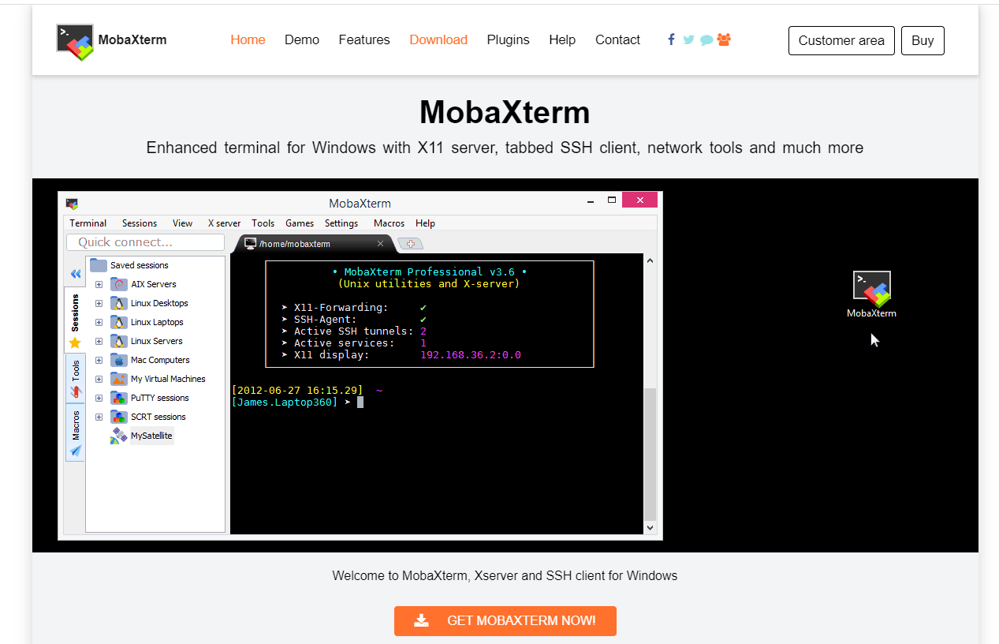 MobaXterm Home Demo Features Download Plugins Help Contact Customer area Buy
MobaXterm
Enhanced terminal for Windows with X11 server, tabbed SSH client, network tools and much more
MobaXterm
Terminal Sessions View X server Tools Games Settings Macros Help
Quick connect...
/home/mobaxterm
Saved sessions
AIX Servers
Linux Desktops
Linux Laptops
Linux Servers
Mac Computers
My Virtual Machines
PuTTY sessions
SCRT sessions
MySatellite
Sessions
Tools
Macros
• MobaXterm Professional v3.6 •
(Unix utilities and X-server)
➤ X11-Forwarding: ✔
➤ SSH-Agent: ✔
➤ Active SSH tunnels: 2
➤ Active services: 1
➤ X11 display: 192.168.36.2:0.0
[2012-06-27 16:15.29] ~
[James.Laptop360] ➤
MobaXterm
Welcome to MobaXterm, Xserver and SSH client for Windows
GET MOBAXTERM NOW!